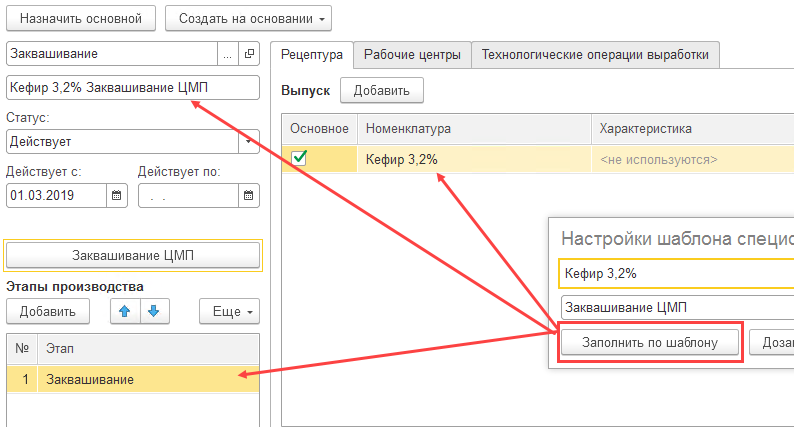 Назначить основной
Создать на основании
Заквашивание ...
Кефир 3,2% Заквашивание ЦМП
Статус:
Действует
Действует с: Действует по:
01.03.2019 . .
Заквашивание ЦМП
Этапы производства
Добавить Еще
№ Этап
1 Заквашивание
Рецептура Рабочие центры Технологические операции выработки
Выпуск Добавить
Основное Номенклатура Характеристика
Кефир 3,2% <не используются>
Настройки шаблона специс
Кефир 3,2%
Заквашивание ЦМП
Заполнить по шаблону Дозап